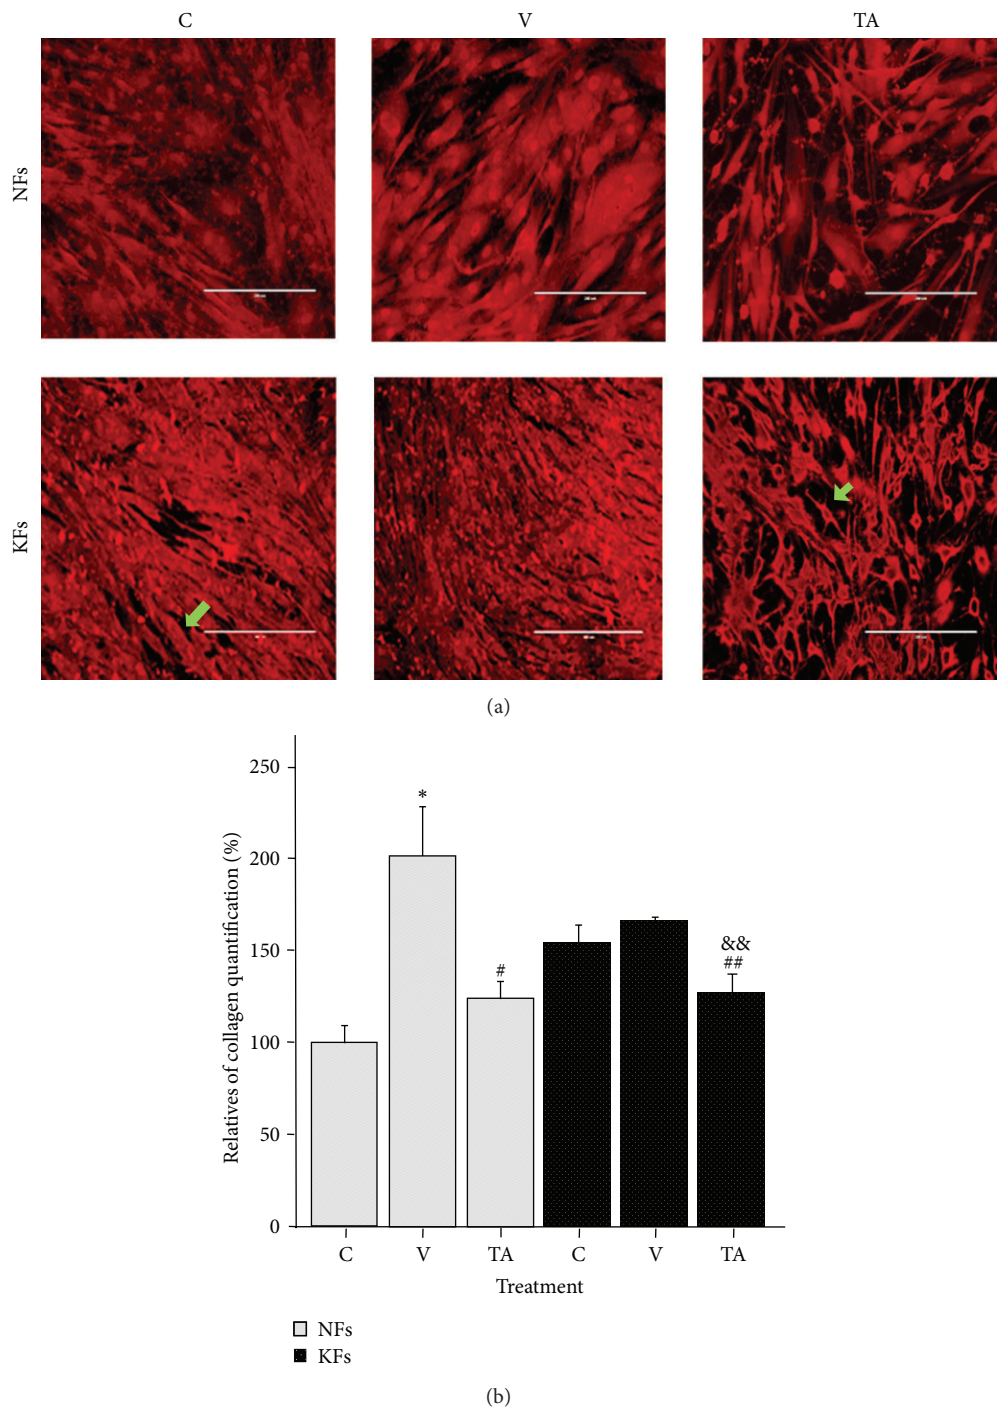 C V TA
NFs
KFs
(a)
250
200
150
100
50
0
Relatives of collagen quantification (%)
*
#
&&
##
C V TA C V TA
Treatment
NFs
KFs
(b)